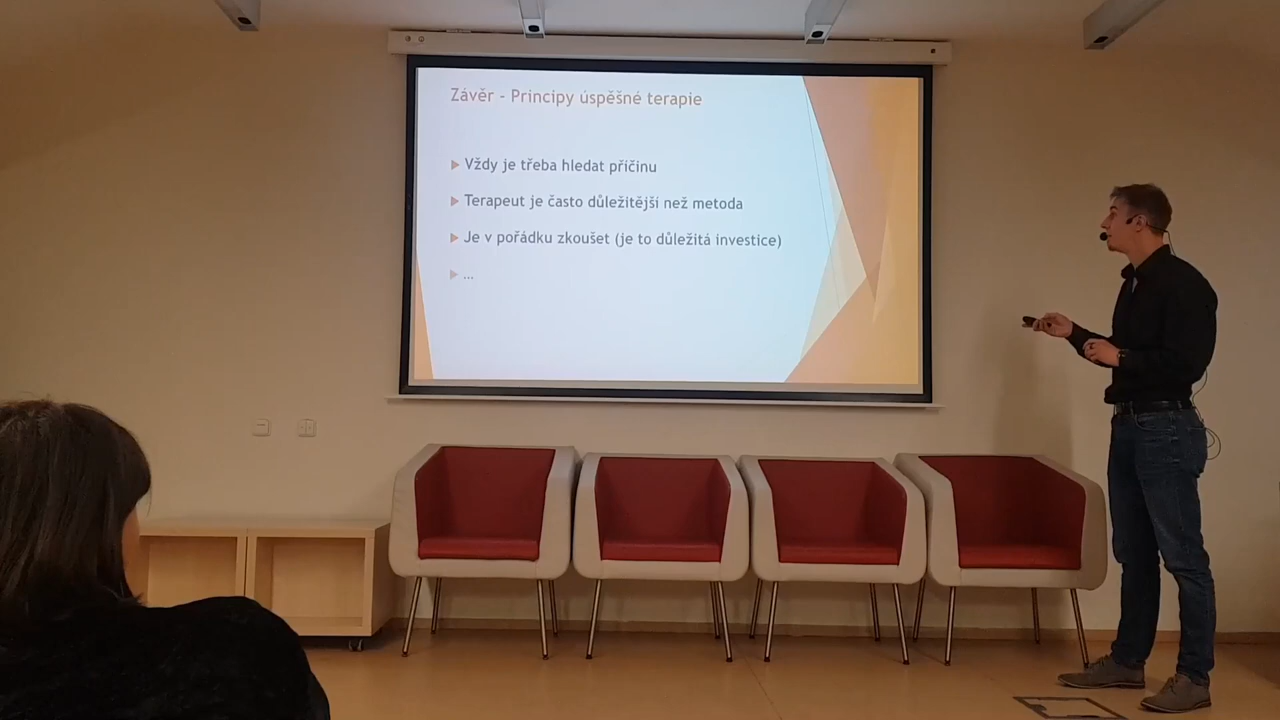 Závěr - Principy úspěšné terapie
Vždy je třeba hledat příčinu
Terapeut je často důležitější než metoda
Je v pořádku zkoušet (je to důležitá investice)
...